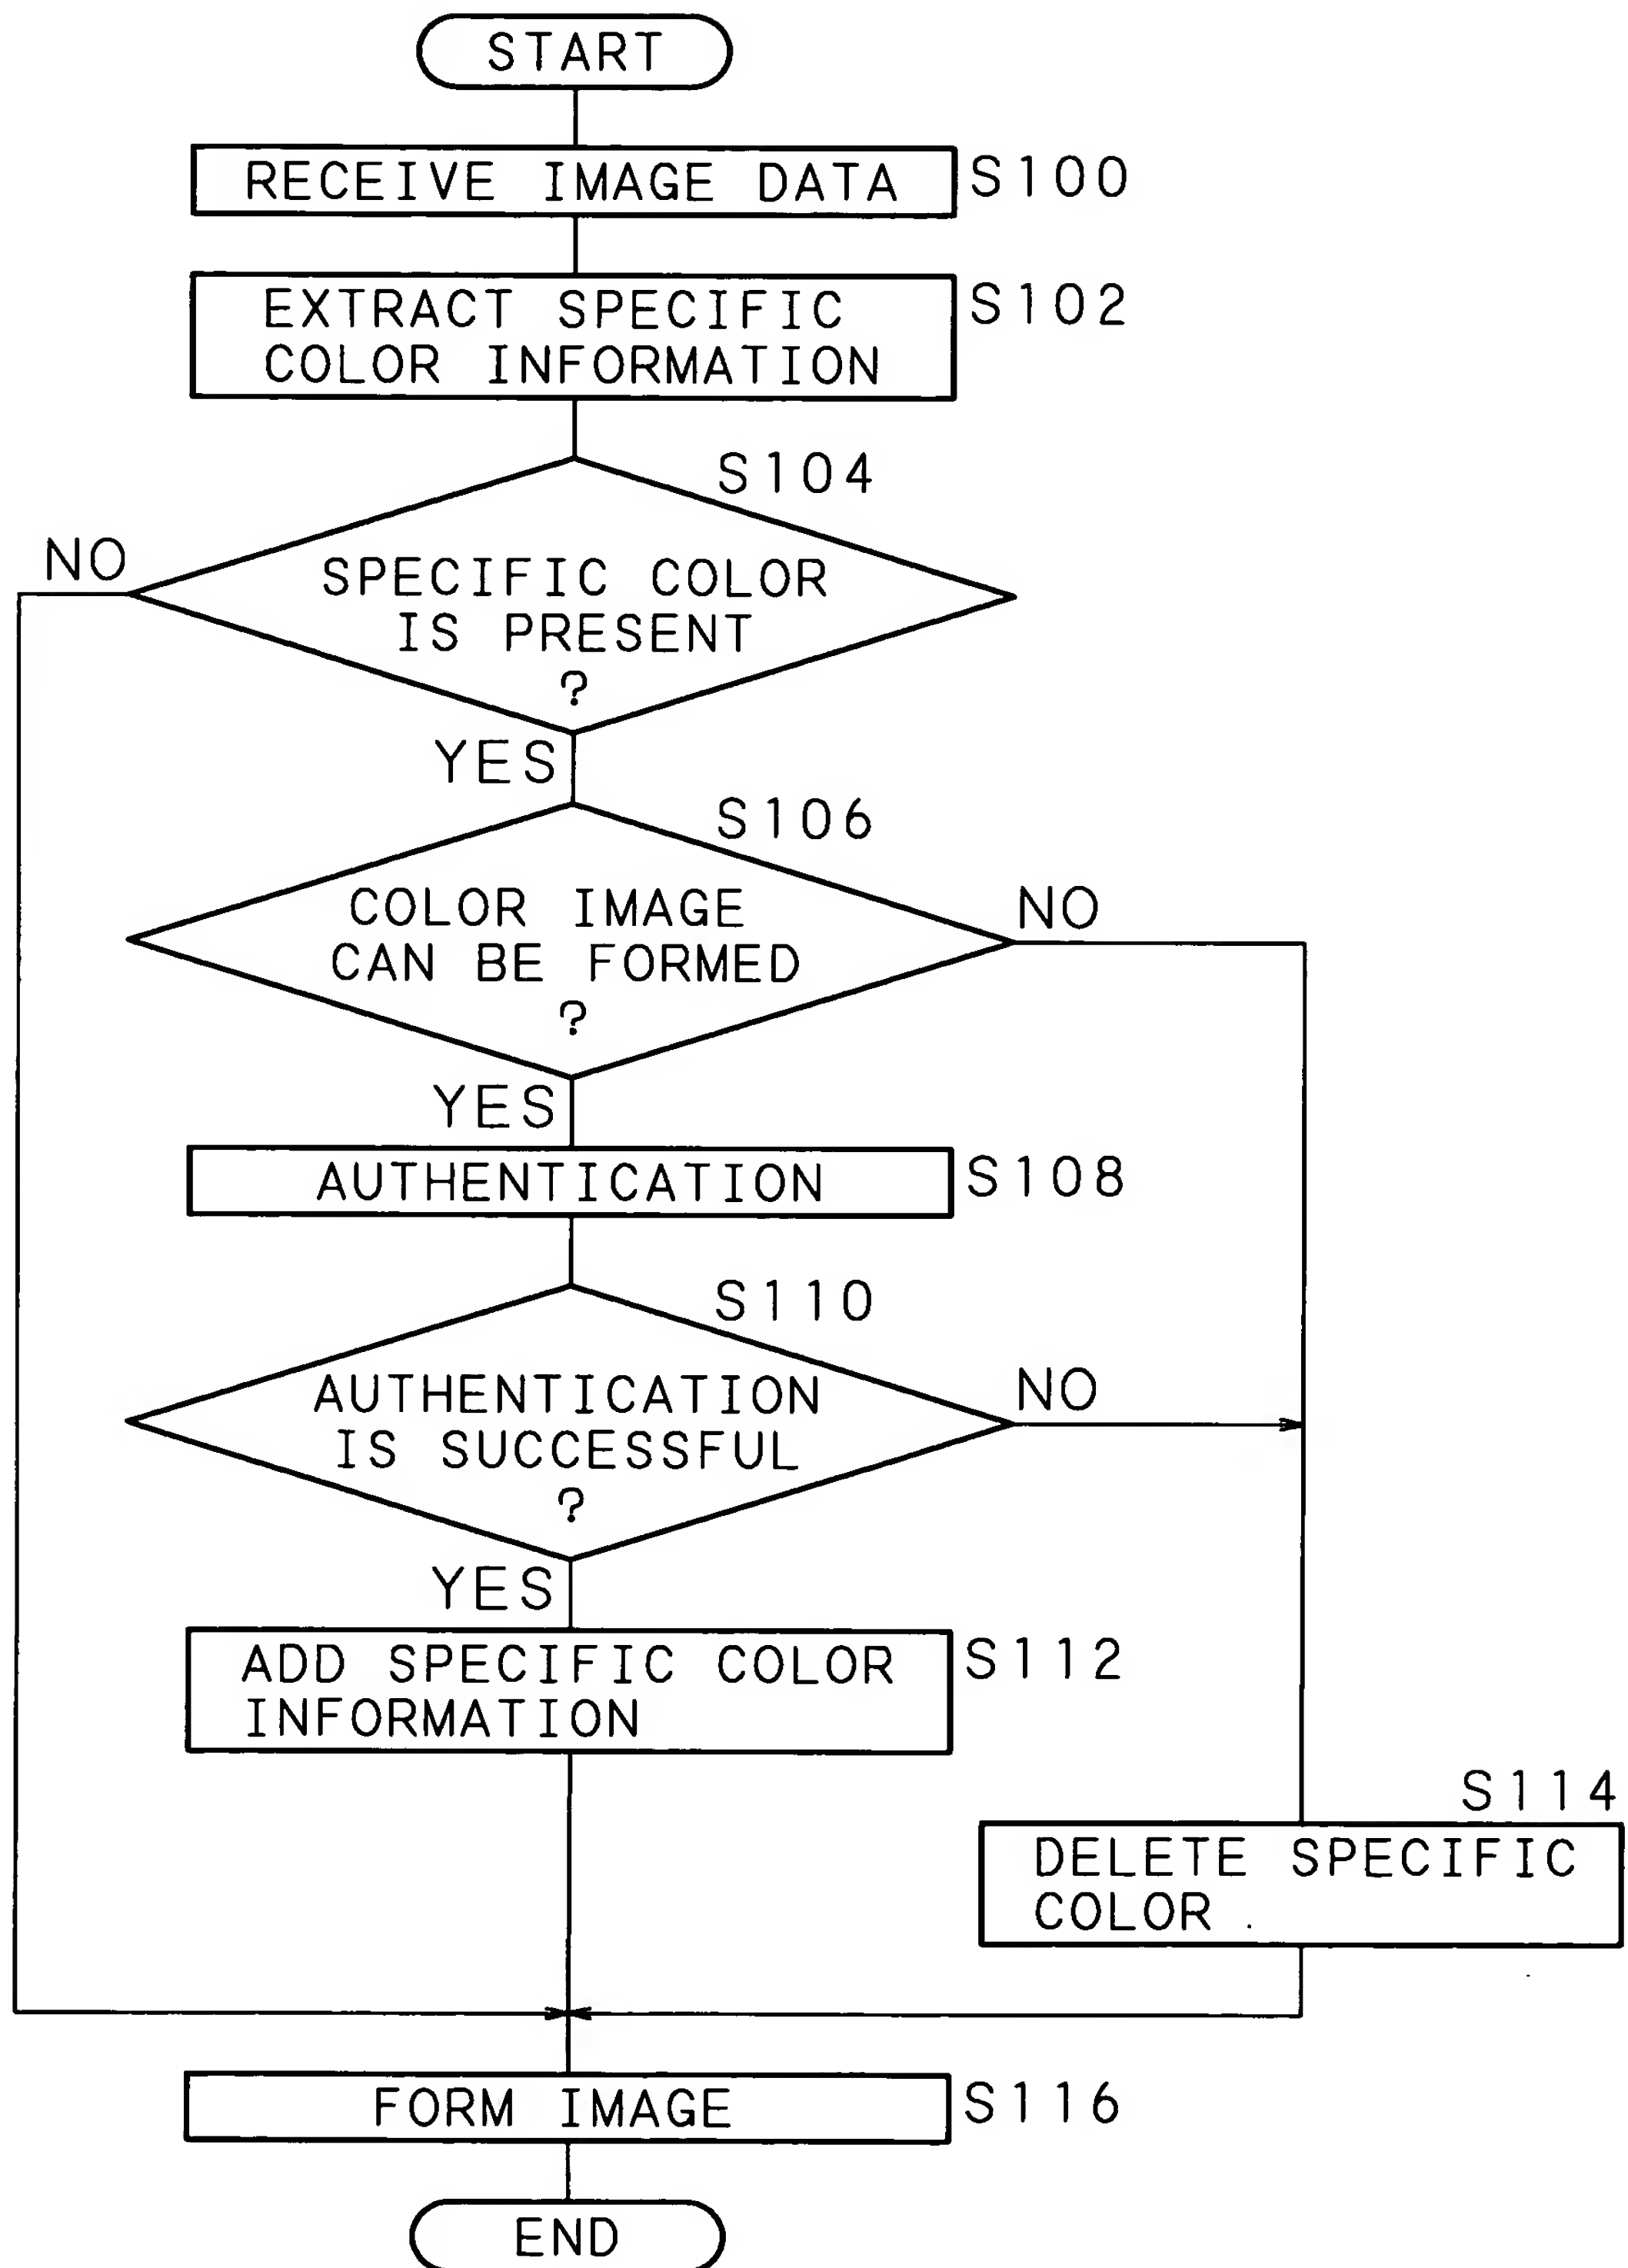 START
RECEIVE IMAGE DATA
S100
EXTRACT SPECIFIC
COLOR INFORMATION
S102
S104
NO
SPECIFIC COLOR
IS PRESENT
?
YES
S106
COLOR IMAGE
CAN BE FORMED
?
NO
YES
AUTHENTICATION
S108
S110
AUTHENTICATION
IS SUCCESSFUL
?
NO
YES
ADD SPECIFIC COLOR
INFORMATION
S112
S114
DELETE SPECIFIC
COLOR
FORM IMAGE
S116
END